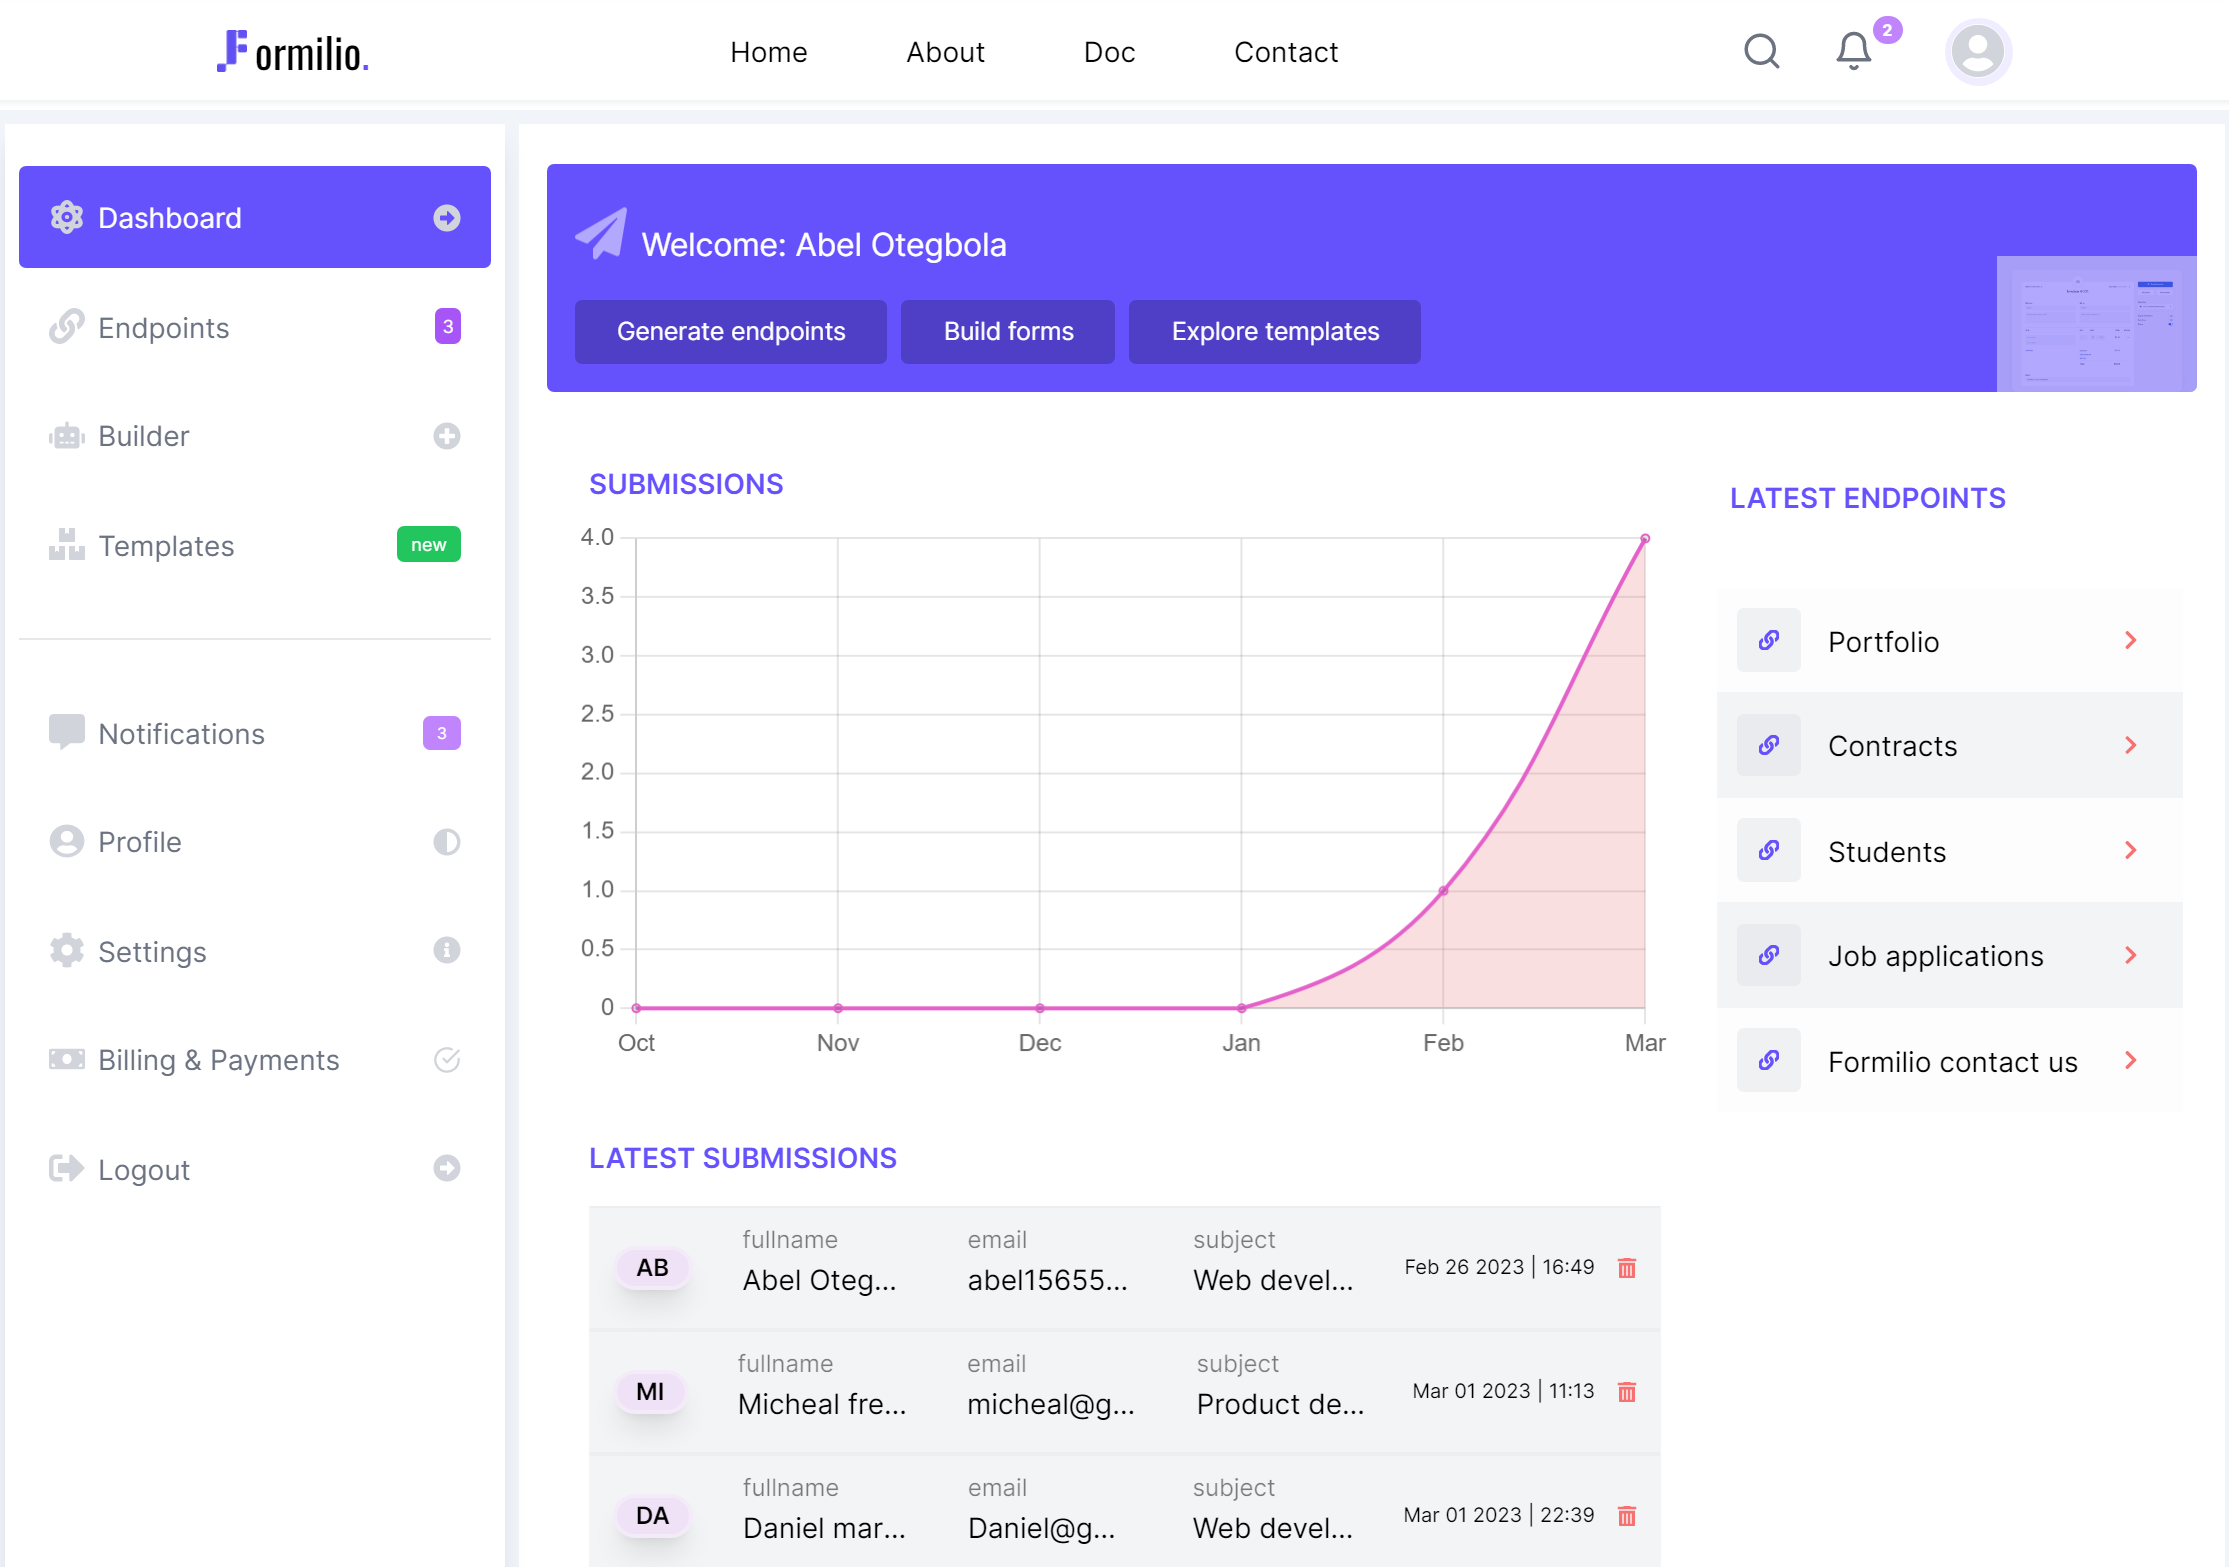 Formilio.
Home About Doc Contact
2
Dashboard
Endpoints 3
Builder
Templates new
Notifications 3
Profile
Settings
Billing & Payments
Logout
Welcome: Abel Otegbola
Generate endpoints Build forms Explore templates
SUBMISSIONS
4.0
3.5
3.0
2.5
2.0
1.5
1.0
0.5
0
Oct Nov Dec Jan Feb Mar
LATEST ENDPOINTS
Portfolio
Contracts
Students
Job applications
Formilio contact us
LATEST SUBMISSIONS
fullname email subject
AB Abel Oteg... abel15655... Web devel... Feb 26 2023 | 16:49
fullname email subject
MI Micheal fre... micheal@g... Product de... Mar 01 2023 | 11:13
fullname email subject
DA Daniel mar... Daniel@g... Web devel... Mar 01 2023 | 22:39